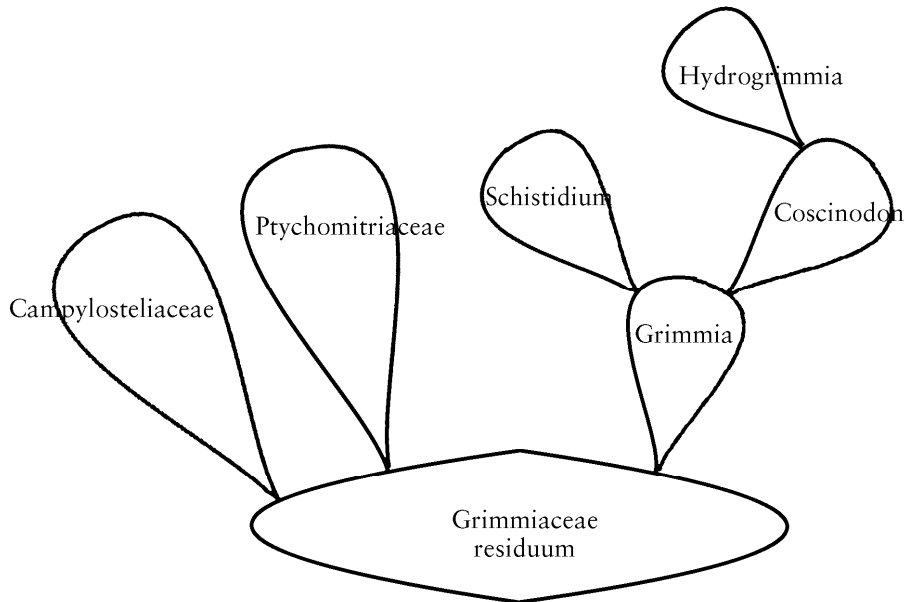 Hydrogrimmia
Schistidium
Coscinodon
Ptychomitriaceae
Campylosteliaceae
Grimmia
Grimmiaceae
residuum